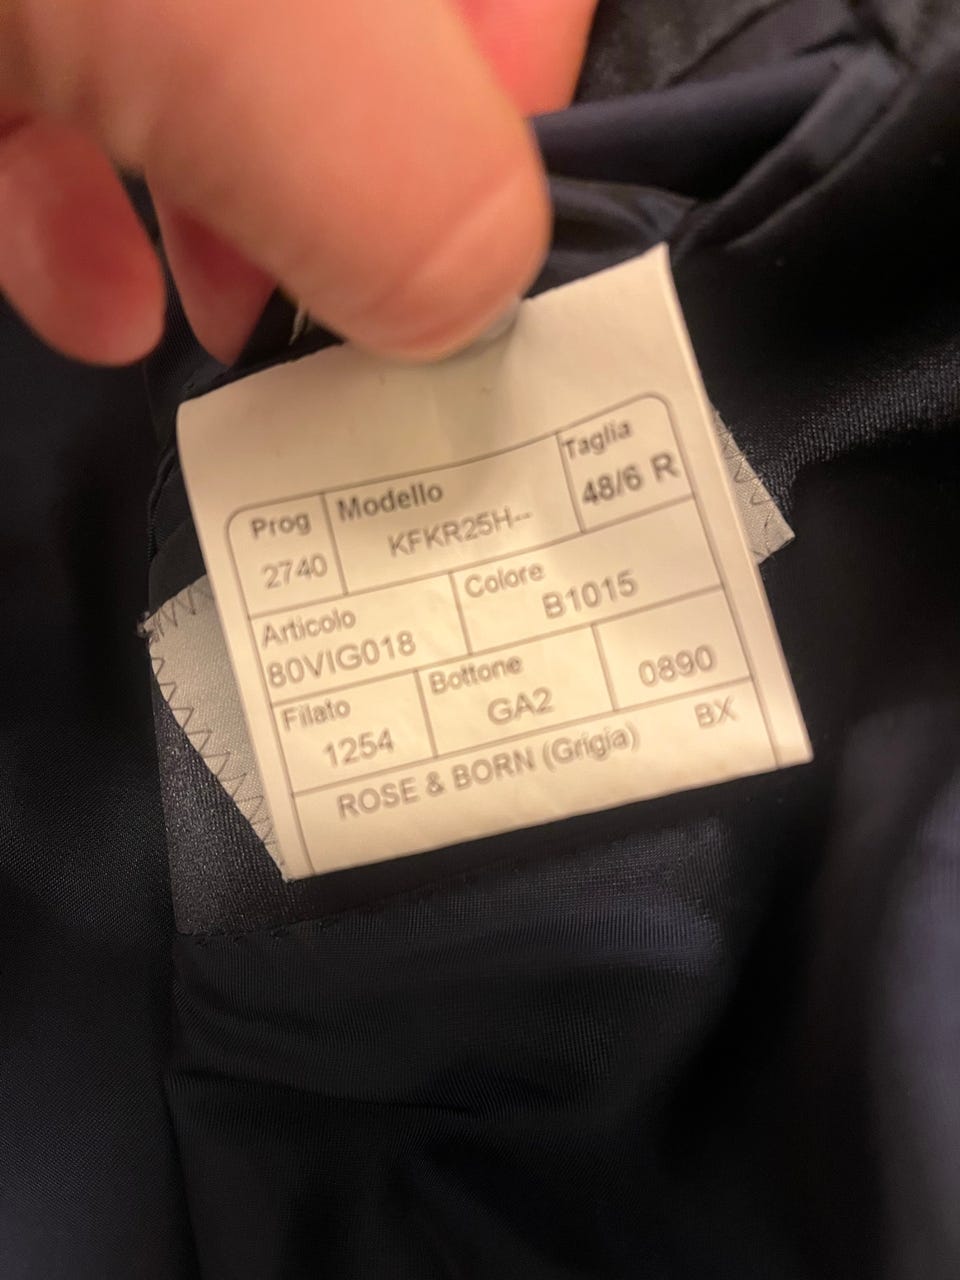 Prog Modello Taglia
2740 KFKR25H-- 48/6 R
Articolo Colore
80VIG018 B1015
Filato Bottone 0890
1254 GA2
ROSE & BORN (Grigia) BX